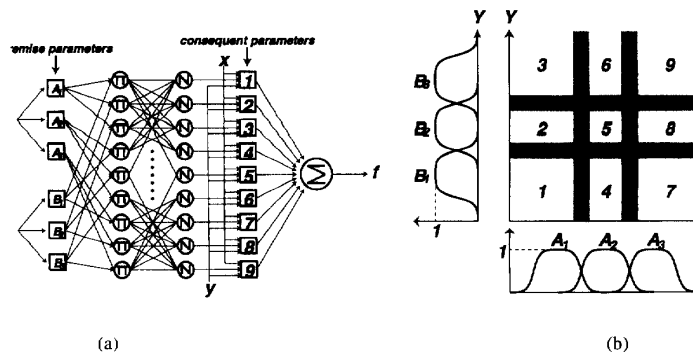 remise parameters
consequent parameters
x
A1
A2
A3
B1
B2
B3
Π Π Π Π Π Π Π Π
N N N N N N N N
1
2
3
4
5
6
7
8
9
Σ
f
y
(a)
Y
B3
B2
B1
1
Y
3 6 9
2 5 8
1 4 7
1
A1 A2 A3
(b)